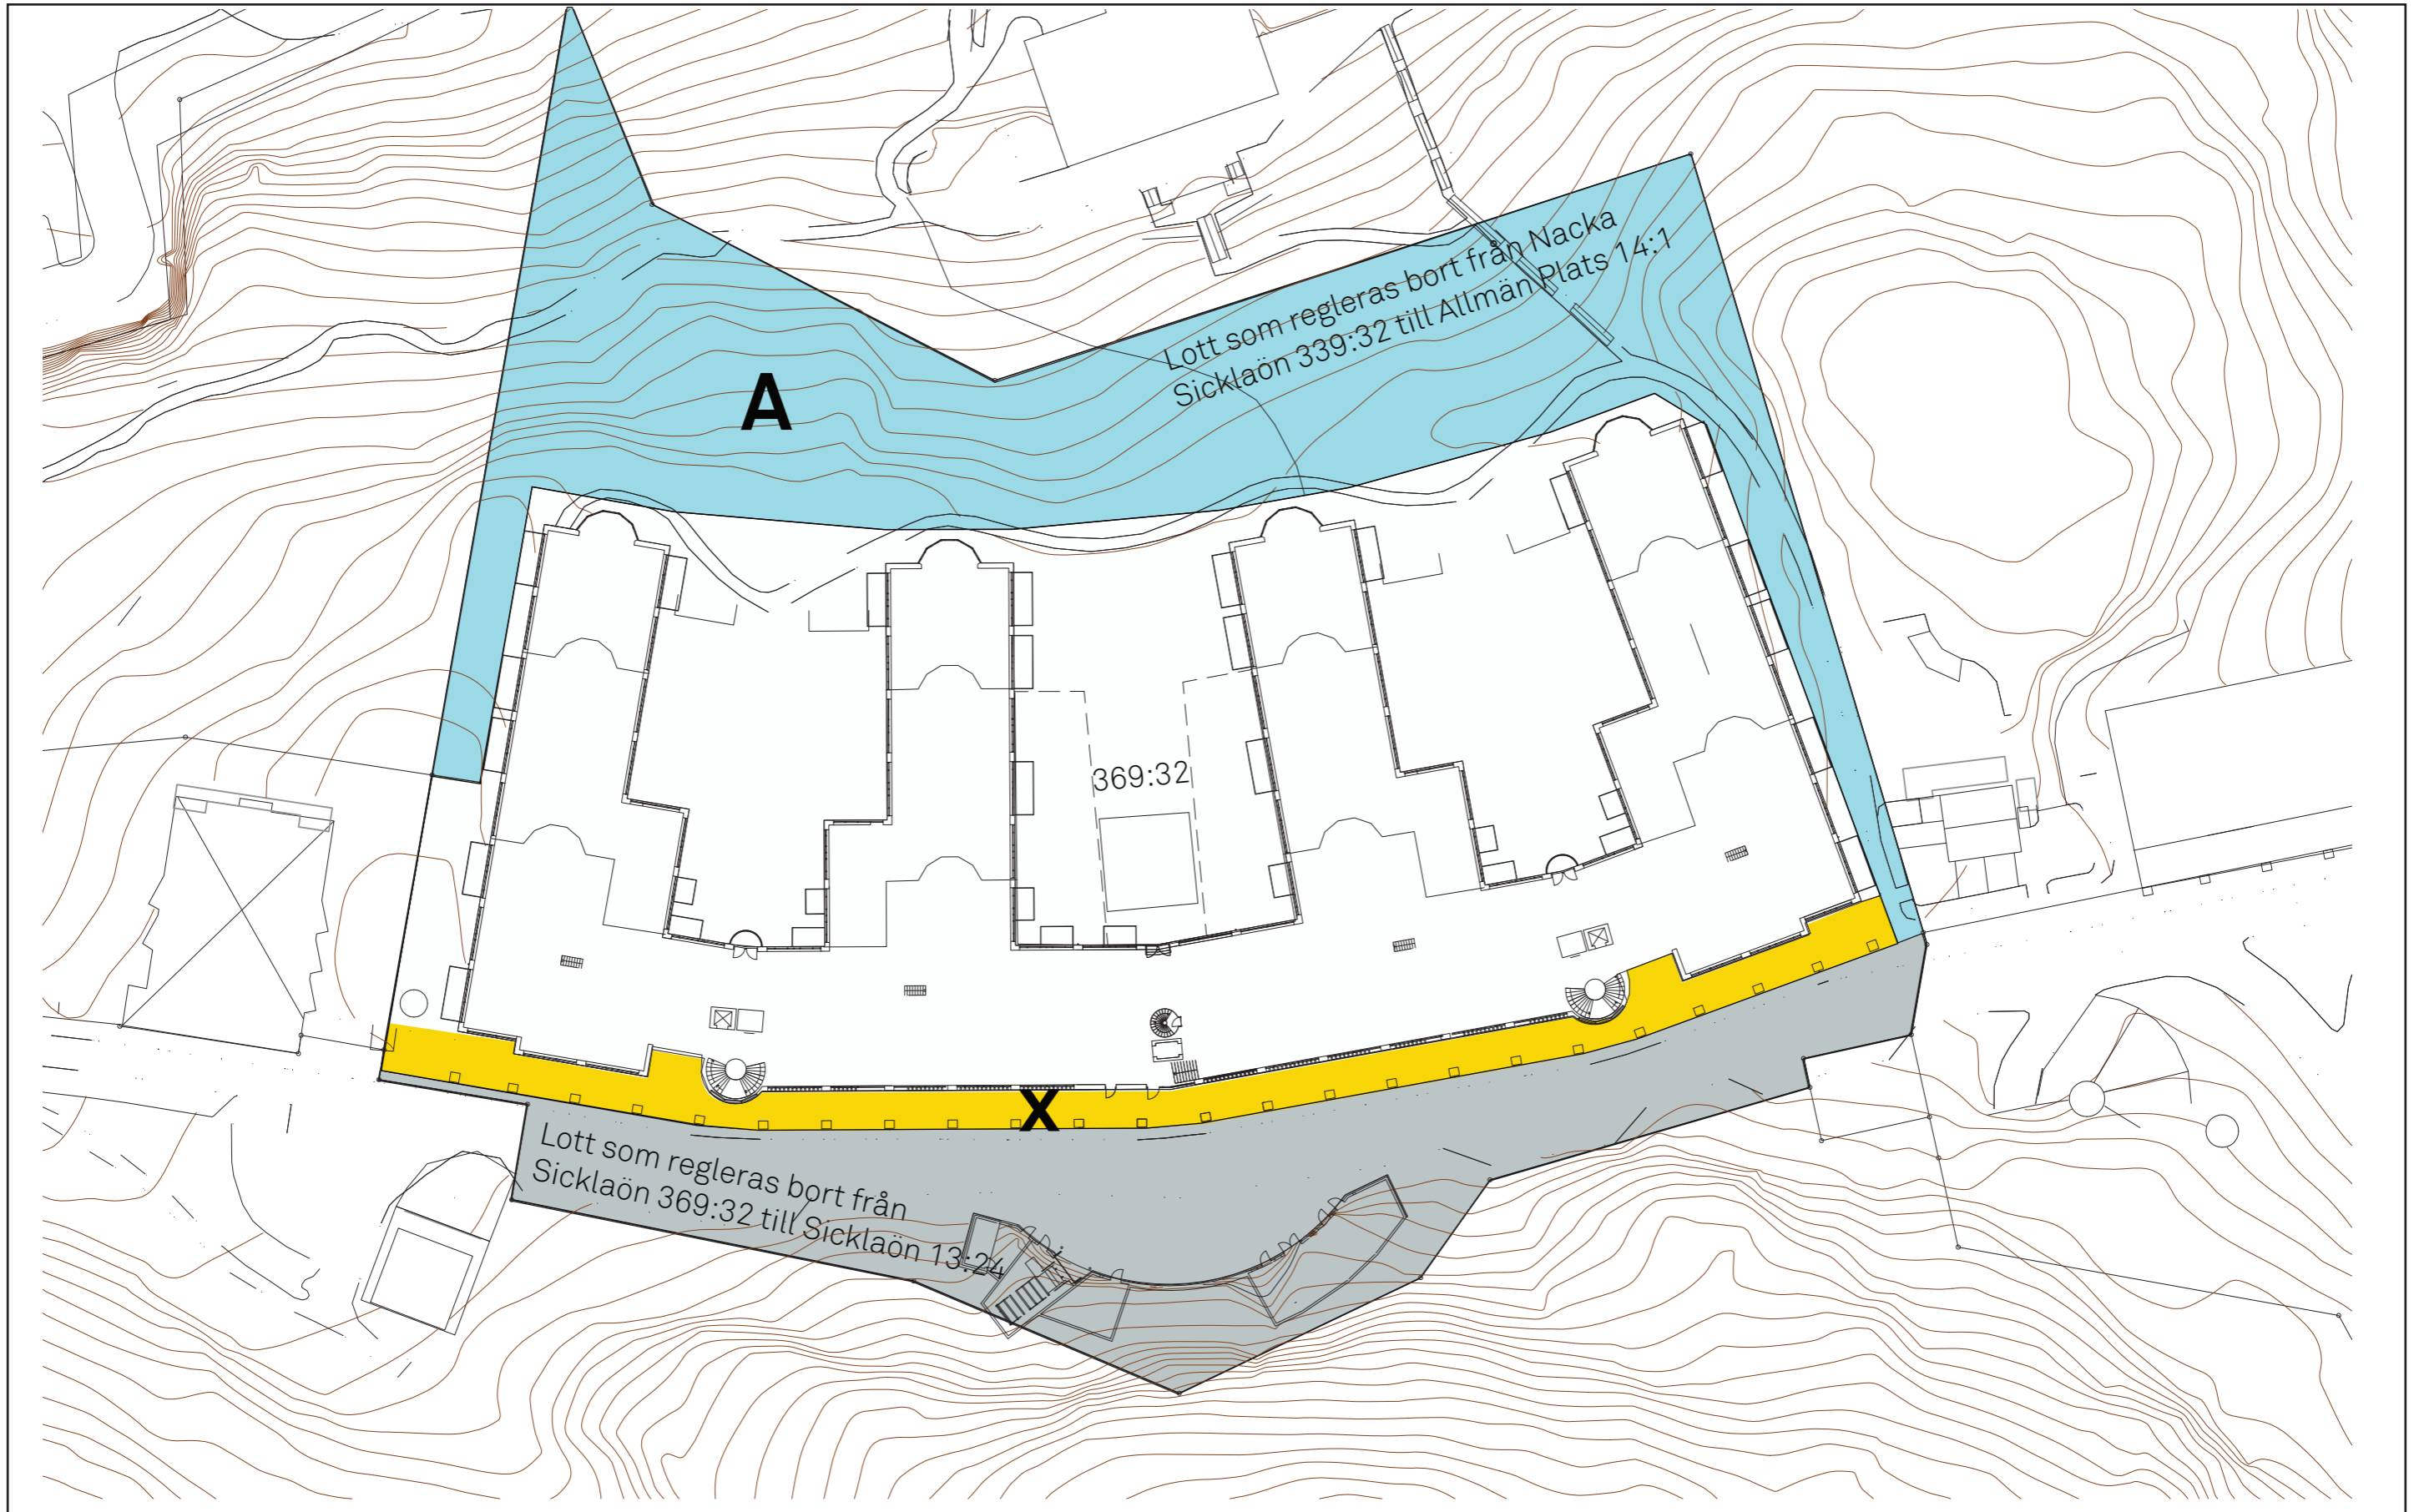 Lott som regleras bort från Nacka
Sicklaön 339:32 till Allmän Plats 14:1
A
369:32
X
Lott som regleras bort från
Sicklaön 369:32 till Sicklaön 13:24